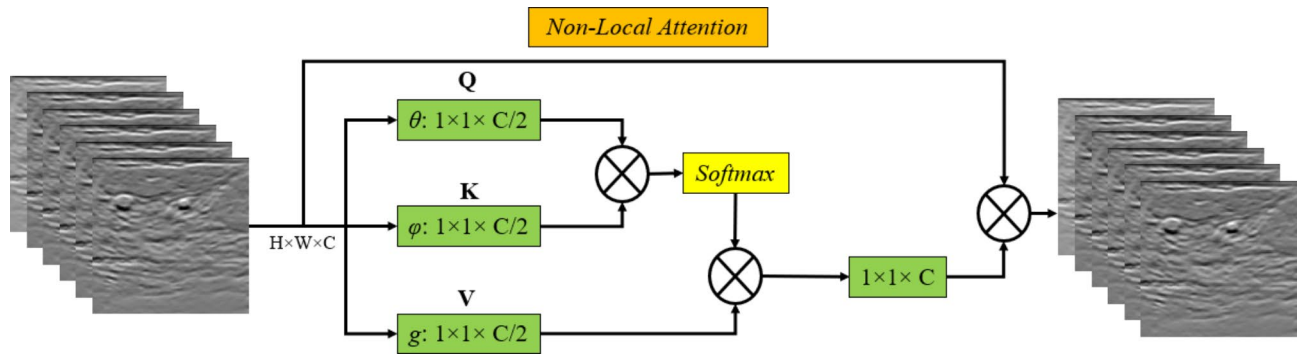 Non-Local Attention
Q
θ: 1×1× C/2
K
φ: 1×1× C/2
V
g: 1×1× C/2
H×W×C
Softmax
1×1× C